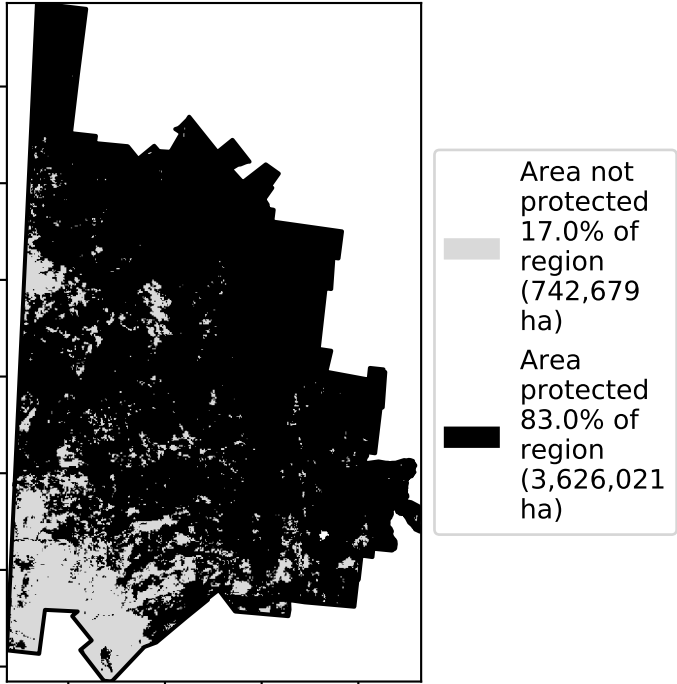 Area not
protected
17.0% of
region
(742,679
ha)
Area
protected
83.0% of
region
(3,626,021
ha)